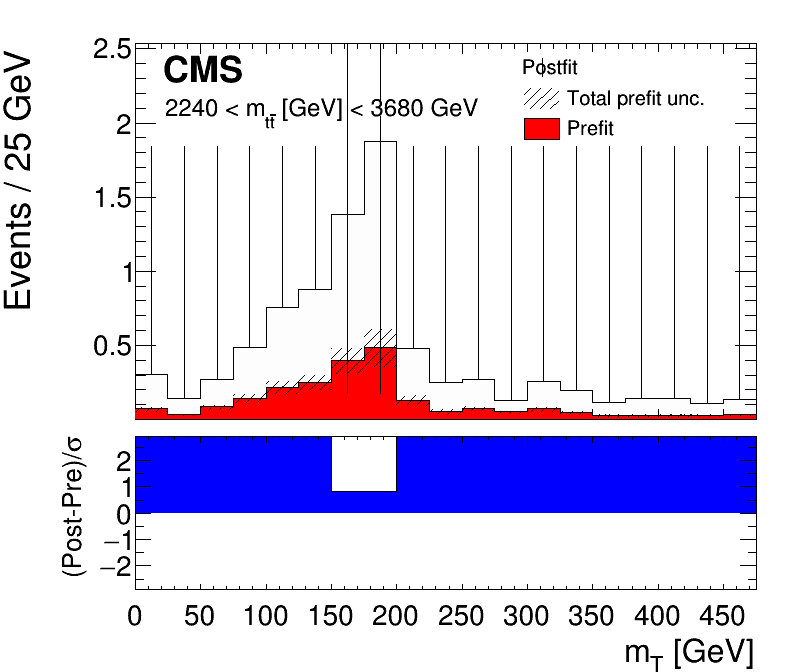 Events / 25 GeV
2.5
2
1.5
1
0.5
CMS
2240 < m_tt̄ [GeV] < 3680 GeV
Postfit
Total prefit unc.
Prefit
(Post-Pre)/σ
2
1
0
−1
−2
0 50 100 150 200 250 300 350 400 450
m_T [GeV]